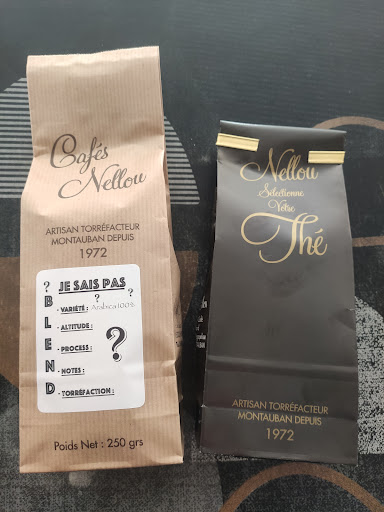 Cafés
Nellou
ARTISAN TORRÉFACTEUR
MONTAUBAN DEPUIS
1972
? JE SAIS PAS
? ?
BLEND
- VARIÉTÉ : Arabica 100%
- ALTITUDE :
- PROCESS :
- NOTES :
- TORRÉFACTION :
?
Poids Net : 250 grs
Nellou
Sélectionne
Votre
Thé
ARTISAN TORRÉFACTEUR
MONTAUBAN DEPUIS
1972